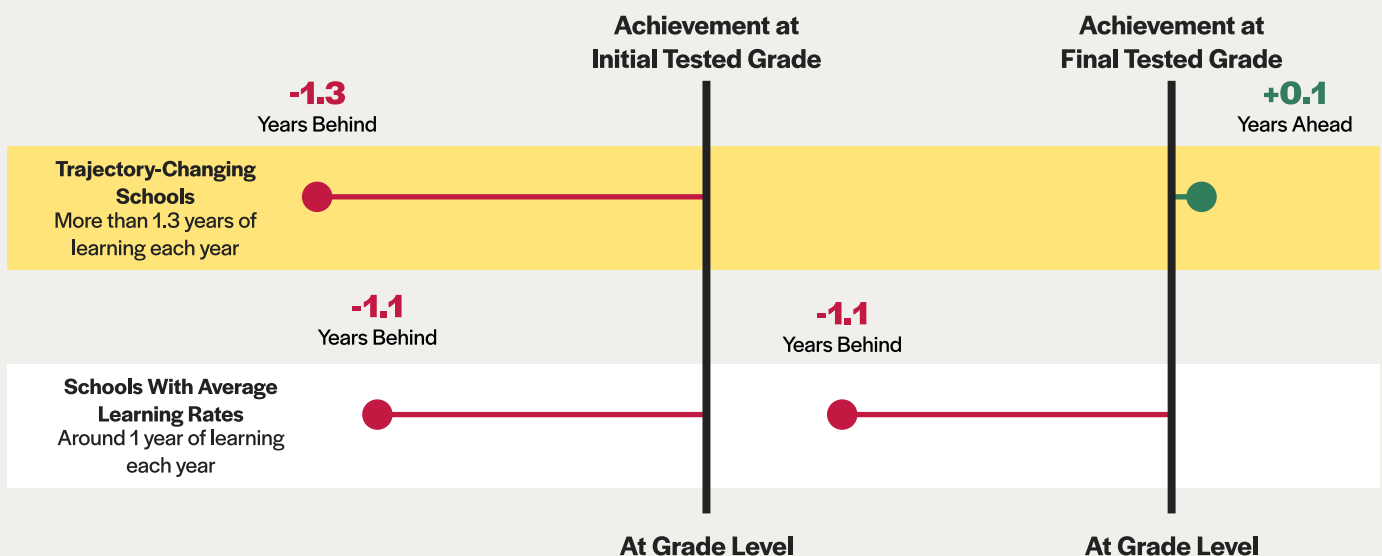 Achievement at
Initial Tested Grade
Achievement at
Final Tested Grade
-1.3
Years Behind
+0.1
Years Ahead
Trajectory-Changing
Schools
More than 1.3 years of
learning each year
-1.1
Years Behind
-1.1
Years Behind
Schools With Average
Learning Rates
Around 1 year of learning
each year
At Grade Level
At Grade Level